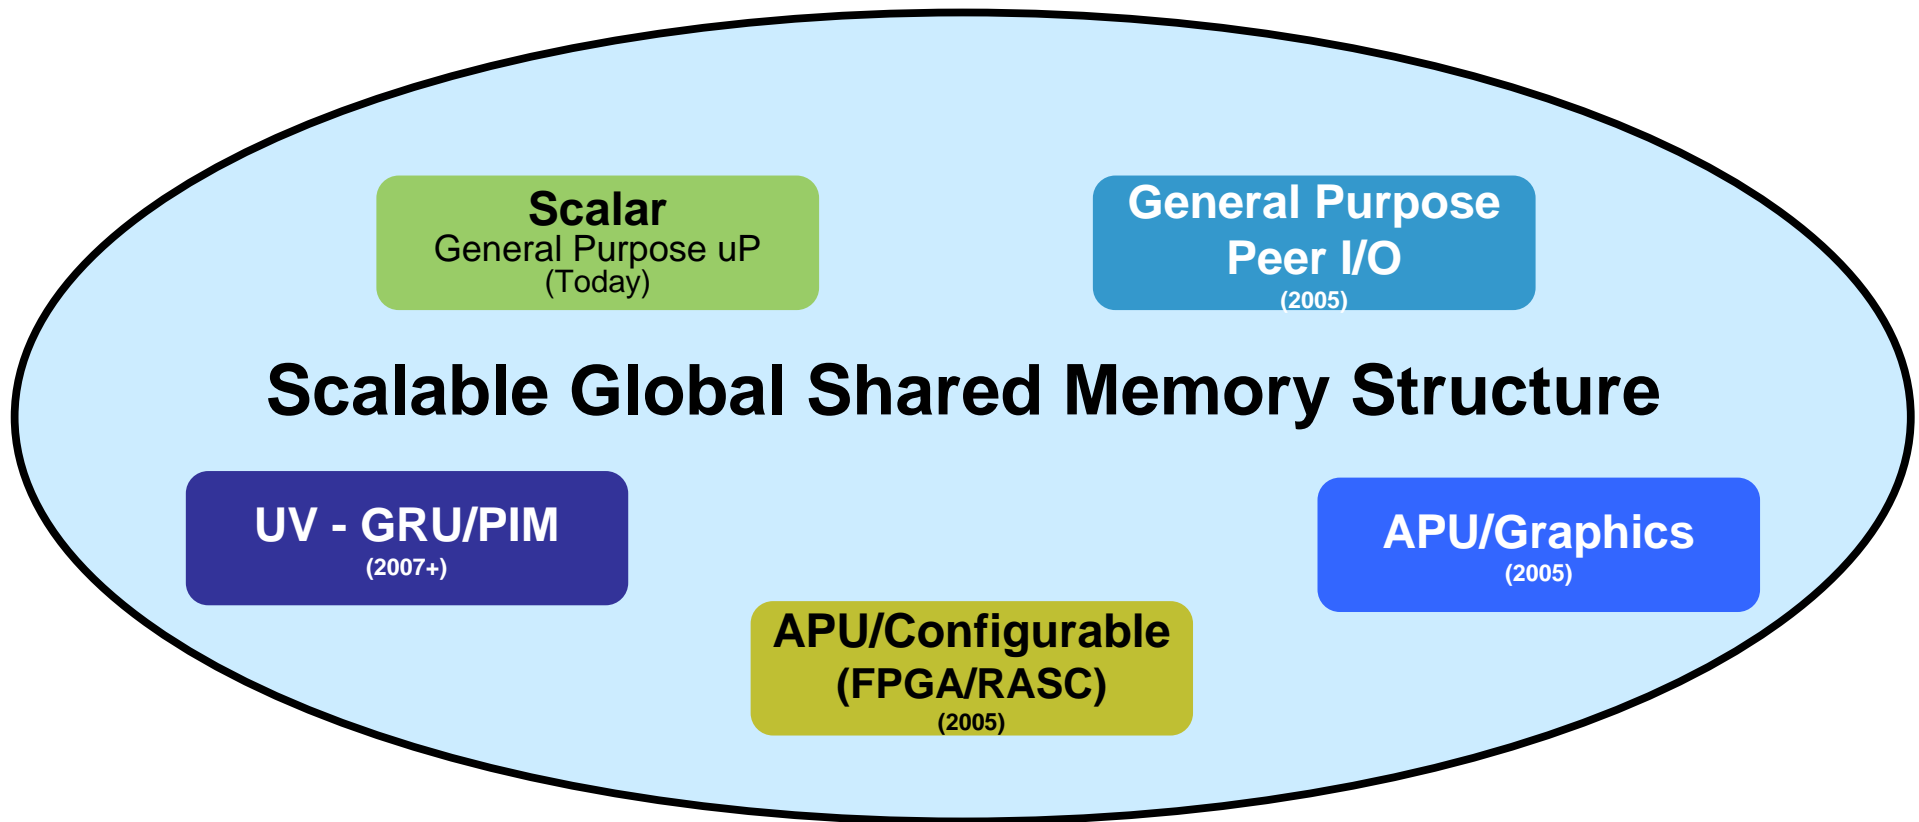 Scalar
General Purpose uP
(Today)
General Purpose
Peer I/O
(2005)
Scalable Global Shared Memory Structure
UV - GRU/PIM
(2007+)
APU/Graphics
(2005)
APU/Configurable
(FPGA/RASC)
(2005)